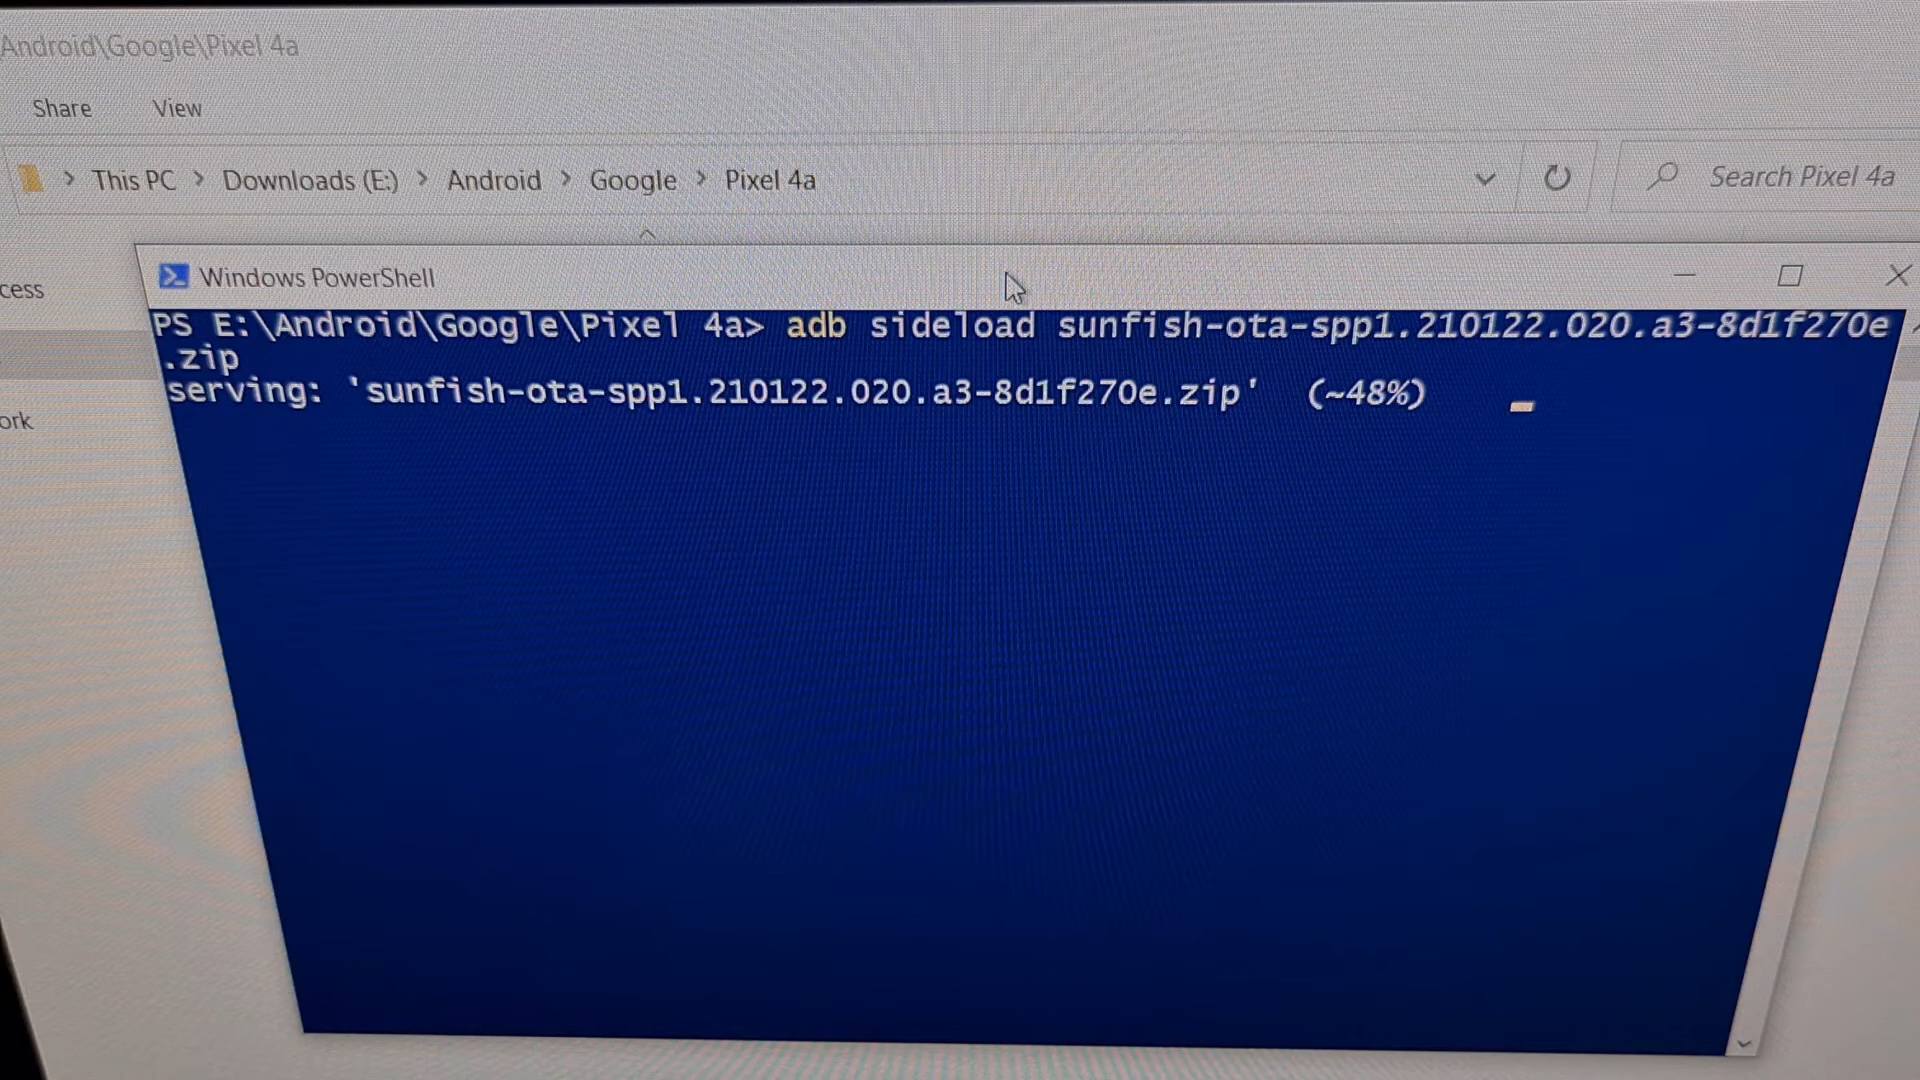 Android\Google\Pixel 4a
Share View
This PC > Downloads (E:) > Android > Google > Pixel 4a
Search Pixel 4a
Windows PowerShell
cess
PS E:\Android\Google\Pixel 4a> adb sideload sunfish-ota-spp1.210122.020.a3-8d1f270e
.zip
serving: 'sunfish-ota-spp1.210122.020.a3-8d1f270e.zip' (~48%)
ork